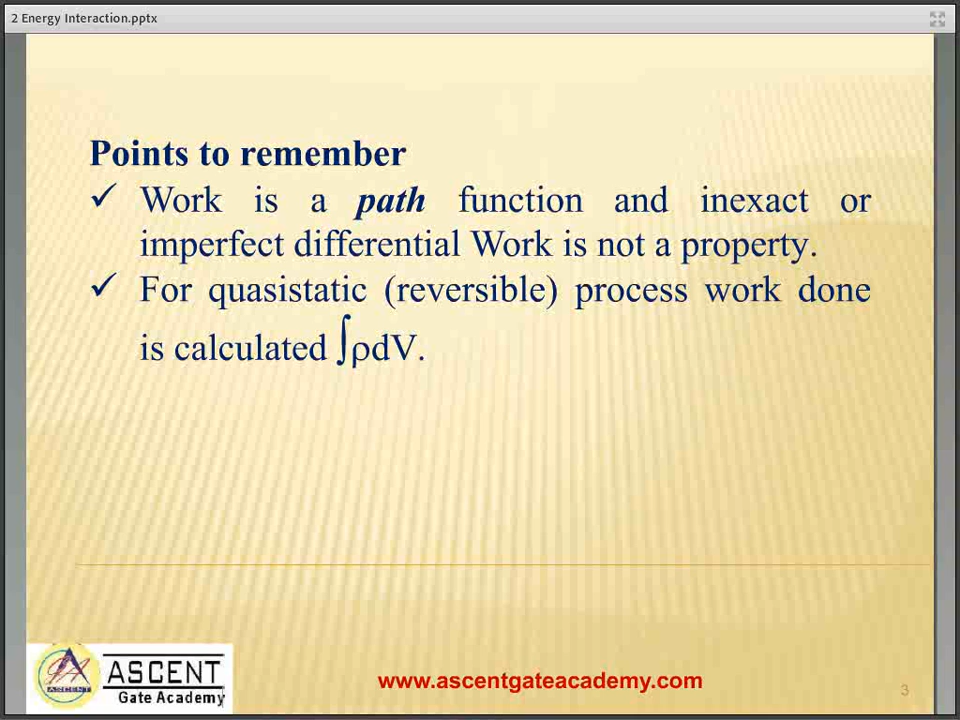 2 Energy Interaction.pptx
Points to remember
✓ Work is a path function and inexact or
imperfect differential Work is not a property.
✓ For quasistatic (reversible) process work done
is calculated ∫ρdV.
ASCENT
ASCENT
Gate Academy
www.ascentgateacademy.com
3